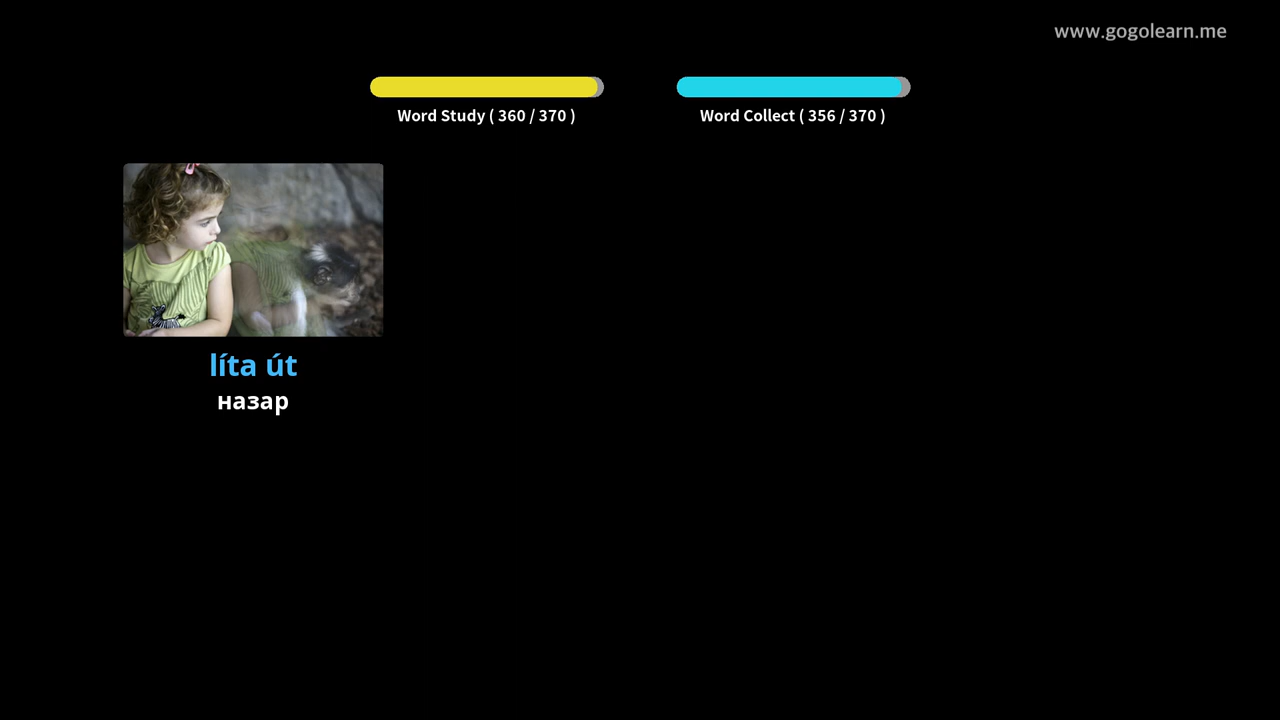 www.gogolearn.me
Word Study ( 360 / 370 )
Word Collect ( 356 / 370 )
líta út
назар